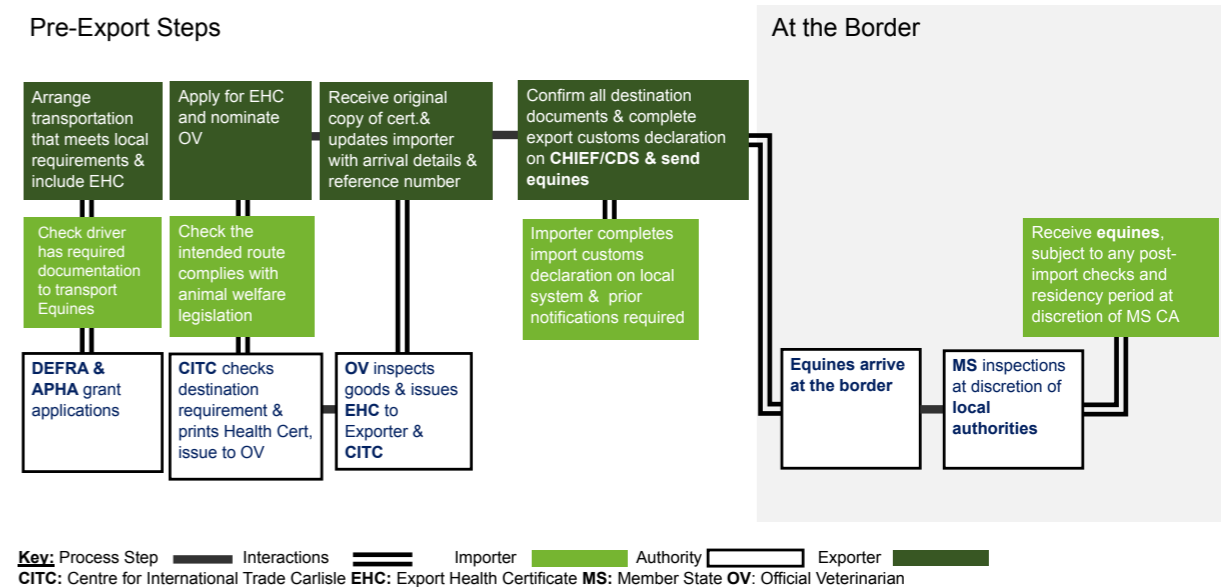 Pre-Export Steps
At the Border
Arrange
transportation
that meets local
requirements &
include EHC
Apply for EHC
and nominate
OV
Receive original
copy of cert.&
updates importer
with arrival details &
reference number
Confirm all destination
documents & complete
export customs declaration
on CHIEF/CDS & send
equines
Check driver
has required
documentation
to transport
Equines
Check the
intended route
complies with
animal welfare
legislation
Importer completes
import customs
declaration on local
system & prior
notifications required
Receive equines,
subject to any post-
import checks and
residency period at
discretion of MS CA
DEFRA &
APHA grant
applications
CITC checks
destination
requirement &
prints Health Cert,
issue to OV
OV inspects
goods & issues
EHC to
Exporter &
CITC
Equines arrive
at the border
MS inspections
at discretion of
local
authorities
Key: Process Step Interactions Importer Authority Exporter
CITC: Centre for International Trade Carlisle EHC: Export Health Certificate MS: Member State OV: Official Veterinarian